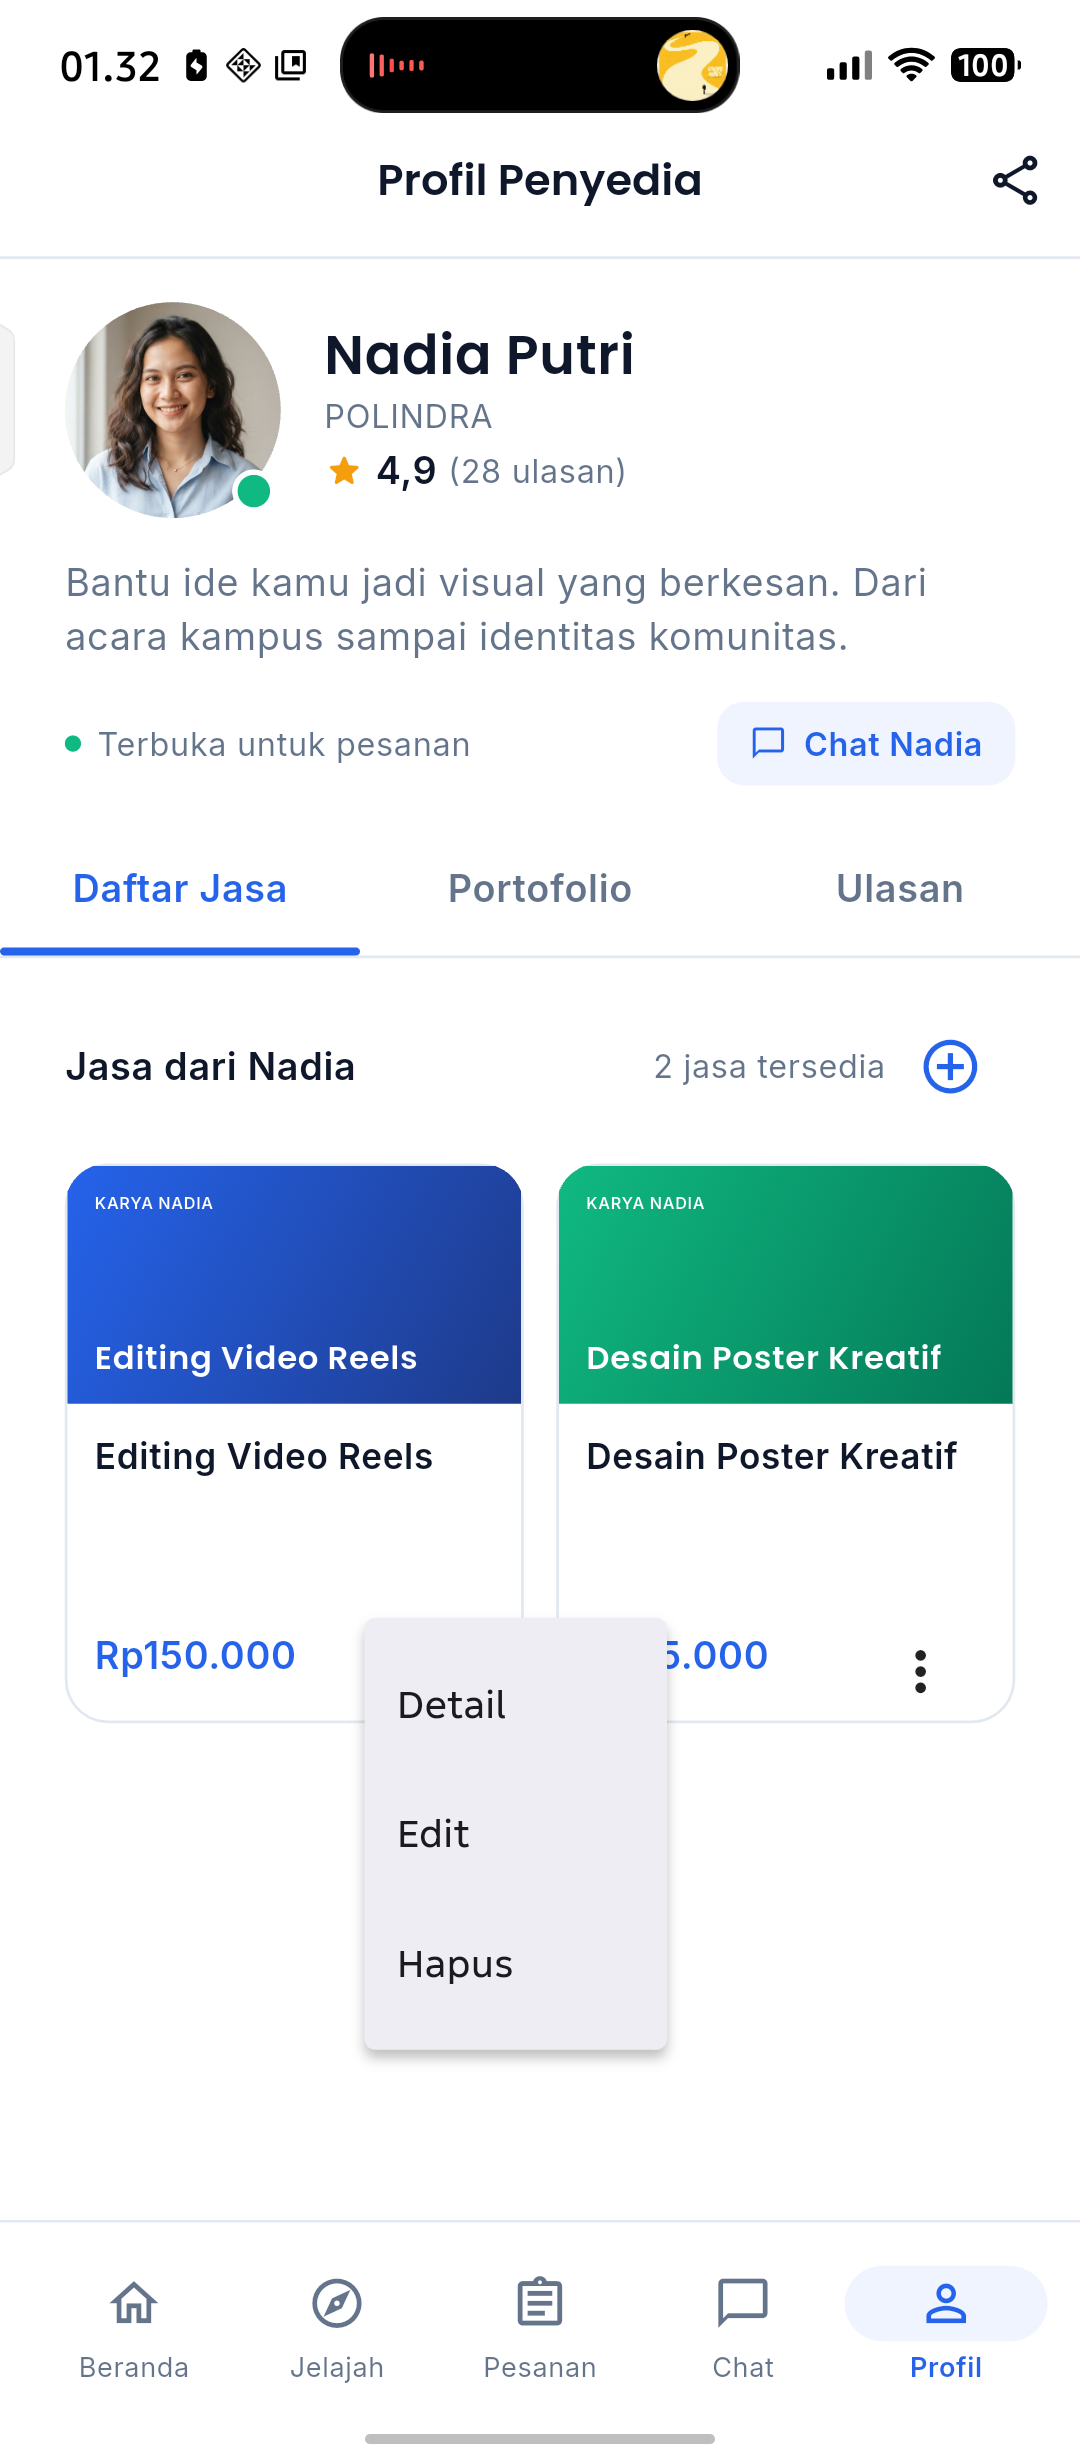 01.32
100
Profil Penyedia
Nadia Putri
POLINDRA
4,9 (28 ulasan)
Bantu ide kamu jadi visual yang berkesan. Dari
acara kampus sampai identitas komunitas.
Terbuka untuk pesanan
Chat Nadia
Daftar Jasa
Portofolio
Ulasan
Jasa dari Nadia
2 jasa tersedia
KARYA NADIA
Editing Video Reels
Editing Video Reels
Rp150.000
KARYA NADIA
Desain Poster Kreatif
Desain Poster Kreatif
5.000
Detail
Edit
Hapus
Beranda
Jelajah
Pesanan
Chat
Profil